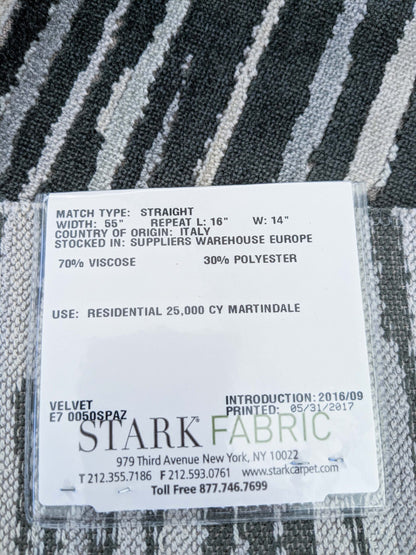 MATCH TYPE: STRAIGHT
WIDTH: 55" REPEAT L: 16" W: 14"
COUNTRY OF ORIGIN: ITALY
STOCKED IN: SUPPLIERS WAREHOUSE EUROPE
70% VISCOSE 30% POLYESTER
USE: RESIDENTIAL 25,000 CY MARTINDALE
VELVET INTRODUCTION: 2016/09
E7 0050SPAZ PRINTED: 05/31/2017
STARK® FABRIC
979 Third Avenue New York, NY 10022
T 212.355.7186 F 212.593.0761 www.starkcarpet.com
Toll Free 877.746.7699